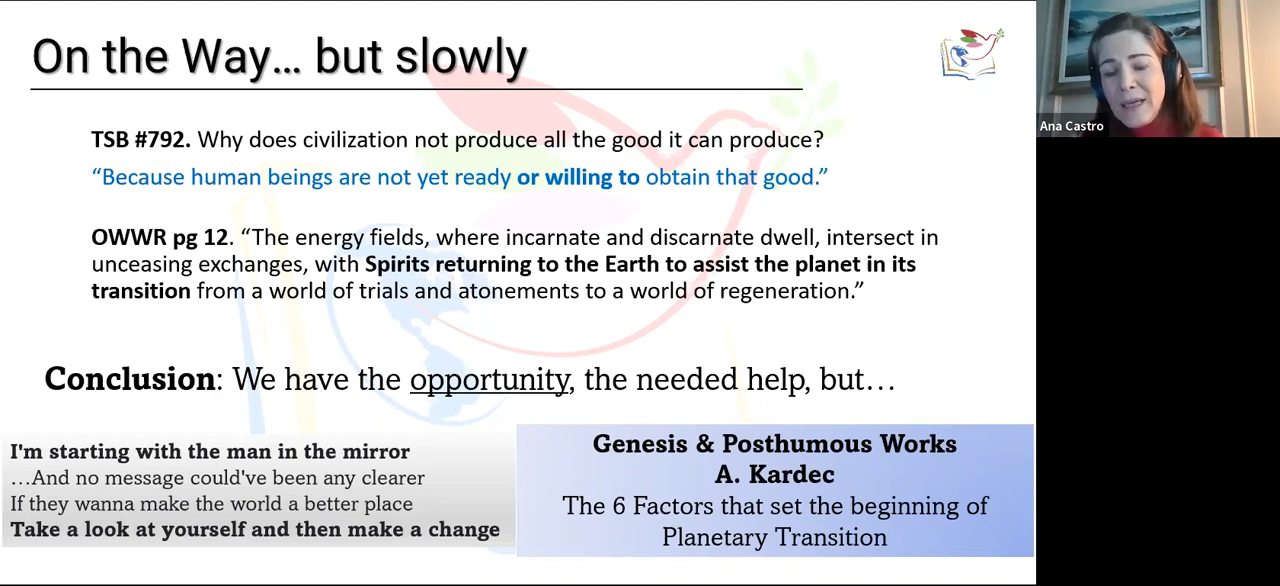 On the Way... but slowly
Ana Castro
TSB #792. Why does civilization not produce all the good it can produce?
“Because human beings are not yet ready or willing to obtain that good.”
OWWR pg 12. “The energy fields, where incarnate and discarnate dwell, intersect in
unceasing exchanges, with Spirits returning to the Earth to assist the planet in its
transition from a world of trials and atonements to a world of regeneration.”
Conclusion: We have the opportunity, the needed help, but...
I'm starting with the man in the mirror
...And no message could've been any clearer
If they wanna make the world a better place
Take a look at yourself and then make a change
Genesis & Posthumous Works
A. Kardec
The 6 Factors that set the beginning of
Planetary Transition